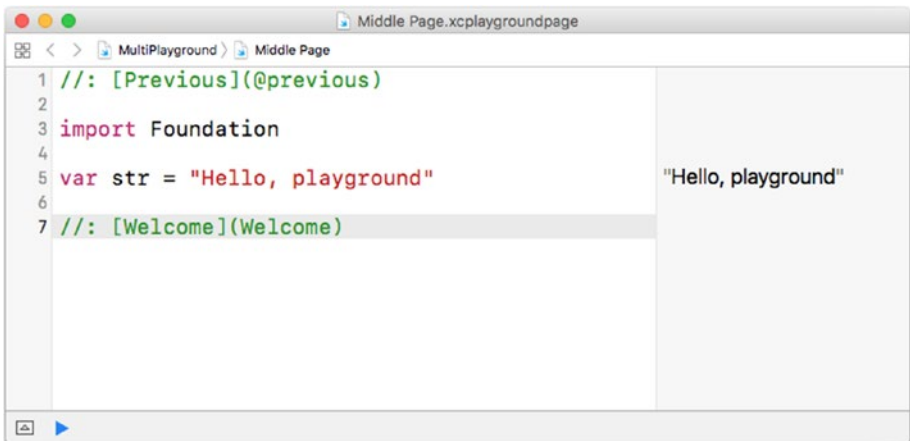 Middle Page.xcplaygroundpage
MultiPlayground 〉 Middle Page
1 //: [Previous](@previous)
2
3 import Foundation
4
5 var str = "Hello, playground" "Hello, playground"
6
7 //: [Welcome](Welcome)